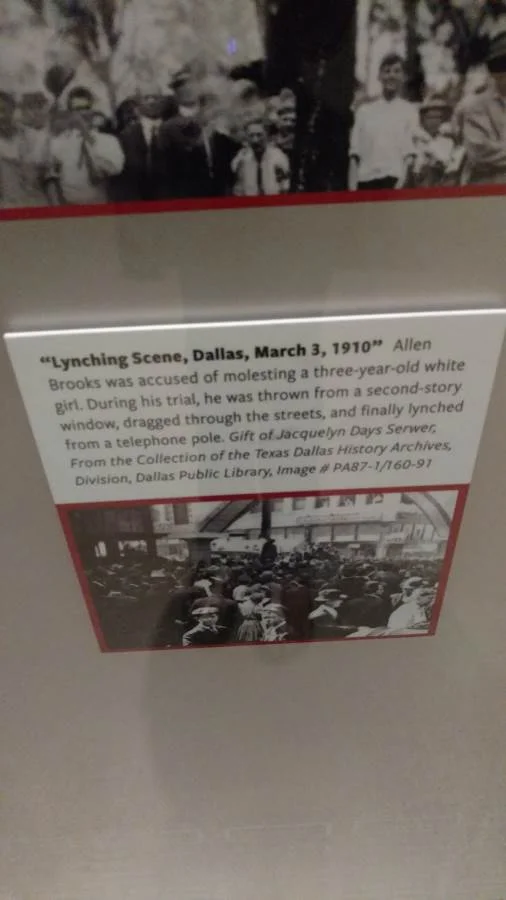 “Lynching Scene, Dallas, March 3, 1910” Allen
Brooks was accused of molesting a three-year-old white
girl. During his trial, he was thrown from a second-story
window, dragged through the streets, and finally lynched
from a telephone pole. Gift of Jacquelyn Days Serwer,
From the Collection of the Texas Dallas History Archives,
Division, Dallas Public Library, Image # PA87-1/160-91